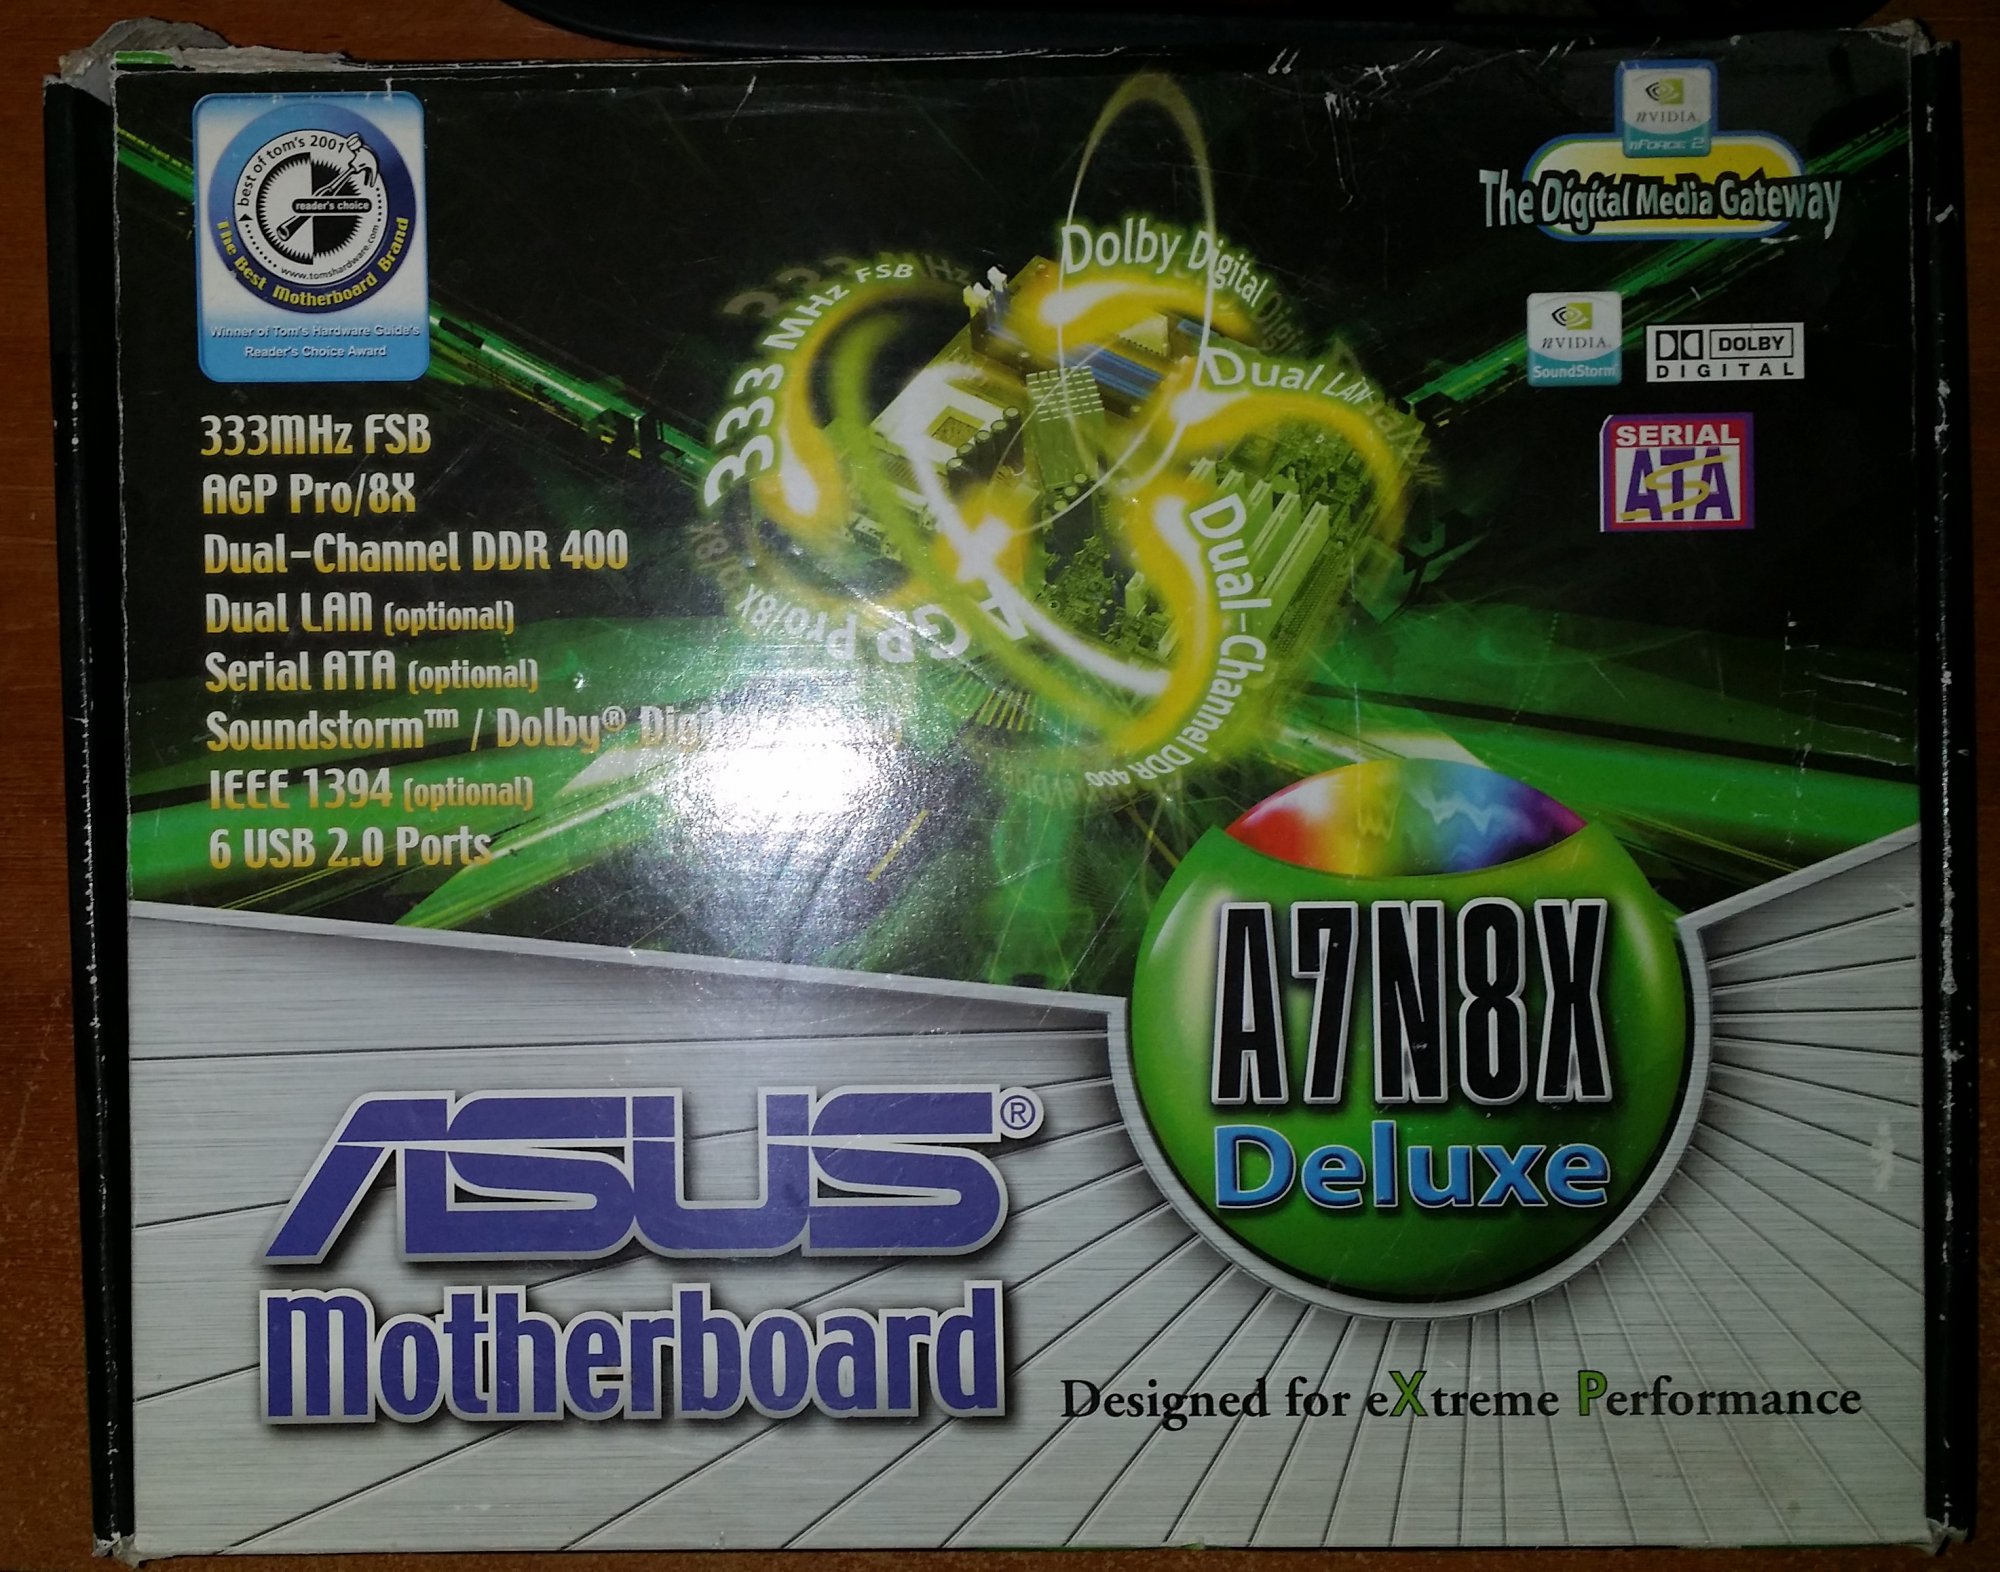 best of tom's 2001
reader's choice
www.tomshardware.com
The Best Motherboard Brand
Winner of Tom's Hardware Guide's
Reader's Choice Award
nVIDIA
nFORCE 2
The Digital Media Gateway
nVIDIA
SoundStorm
DOLBY
DIGITAL
SERIAL
ATA
333 MHz FSB
Dolby Digital
Dual LAN
Dual-Channel DDR 400
AGP Pro/8X
333MHz FSB
AGP Pro/8X
Dual-Channel DDR 400
Dual LAN (optional)
Serial ATA (optional)
Soundstorm™ / Dolby®
IEEE 1394 (optional)
6 USB 2.0 Ports
A7N8X
Deluxe
ASUS®
Motherboard
Designed for eXtreme Performance